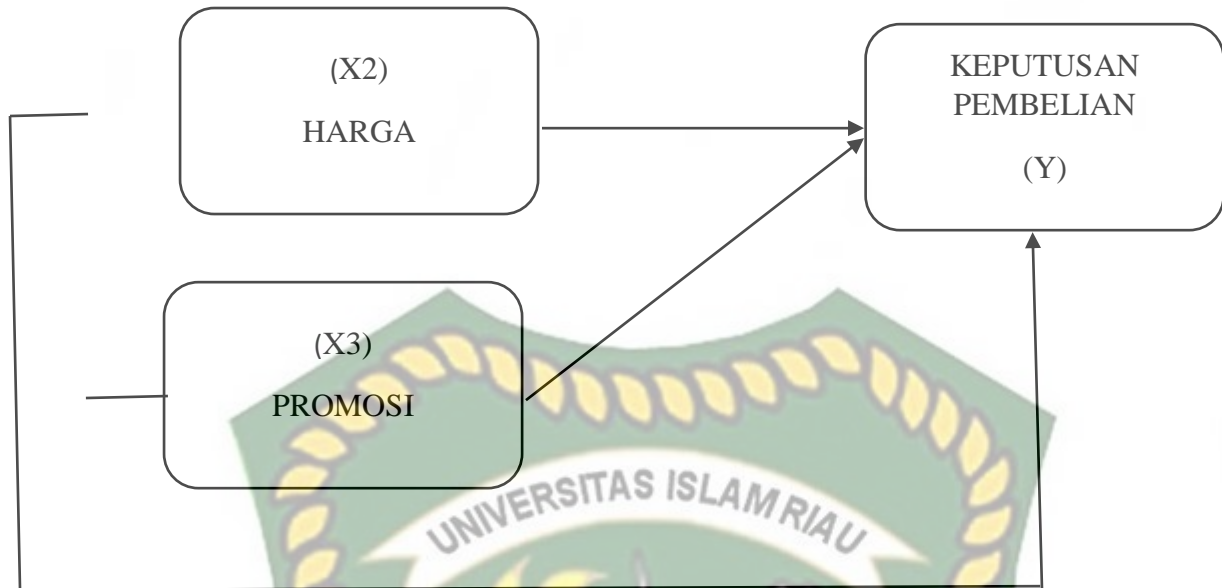 (X2)
HARGA
KEPUTUSAN
PEMBELIAN
(Y)
(X3)
PROMOSI
UNIVERSITAS ISLAM RIAU